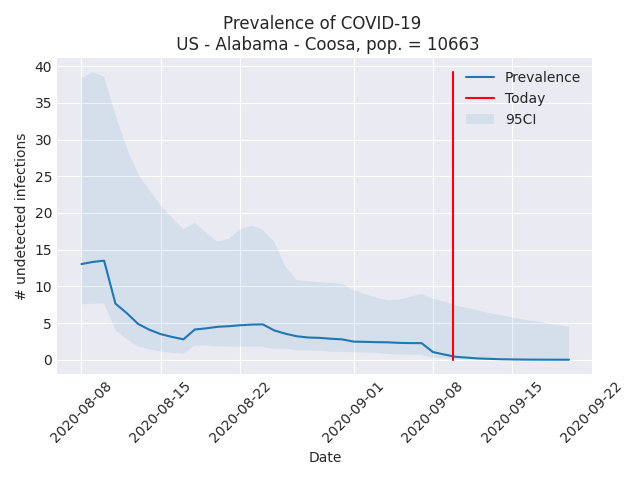 Prevalence of COVID-19
US - Alabama - Coosa, pop. = 10663
40
35
30
25
20
15
10
5
0
# undetected infections
Prevalence
Today
95CI
2020-08-08
2020-08-15
2020-08-22
2020-09-01
2020-09-08
2020-09-15
2020-09-22
Date